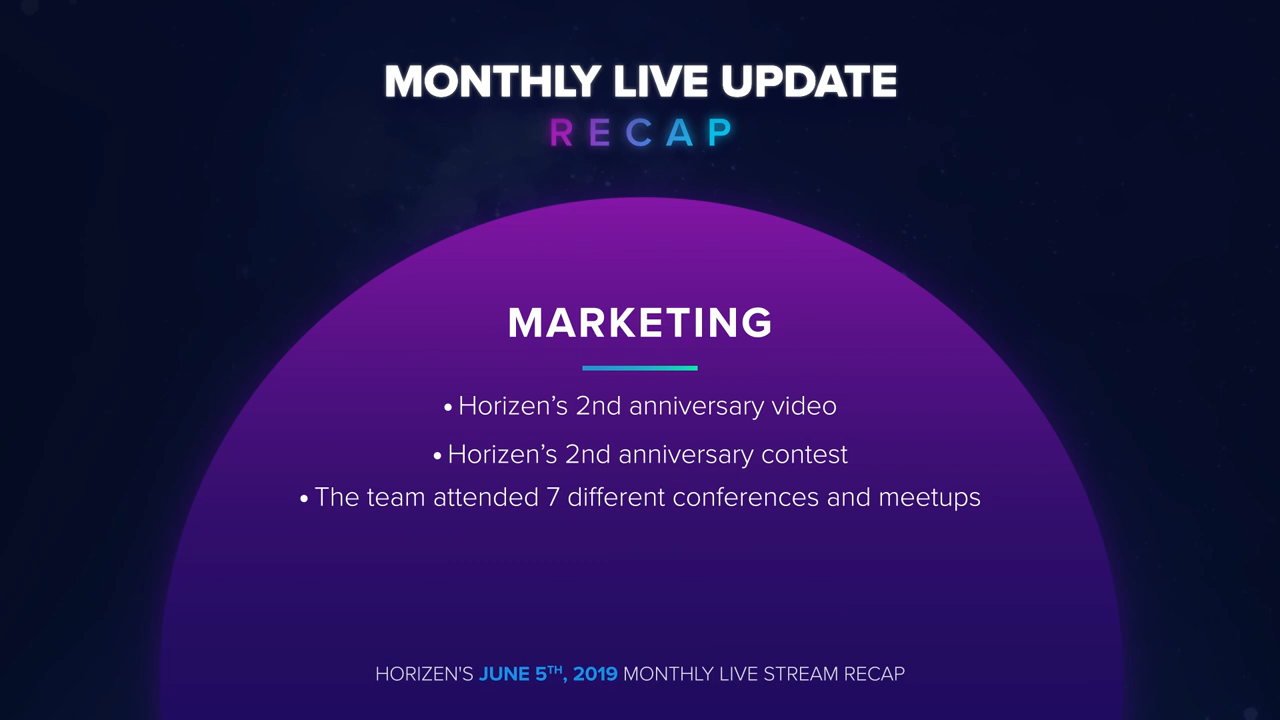 MONTHLY LIVE UPDATE
RECAP
MARKETING
• Horizen’s 2nd anniversary video
• Horizen’s 2nd anniversary contest
• The team attended 7 different conferences and meetups
HORIZEN'S JUNE 5TH, 2019 MONTHLY LIVE STREAM RECAP